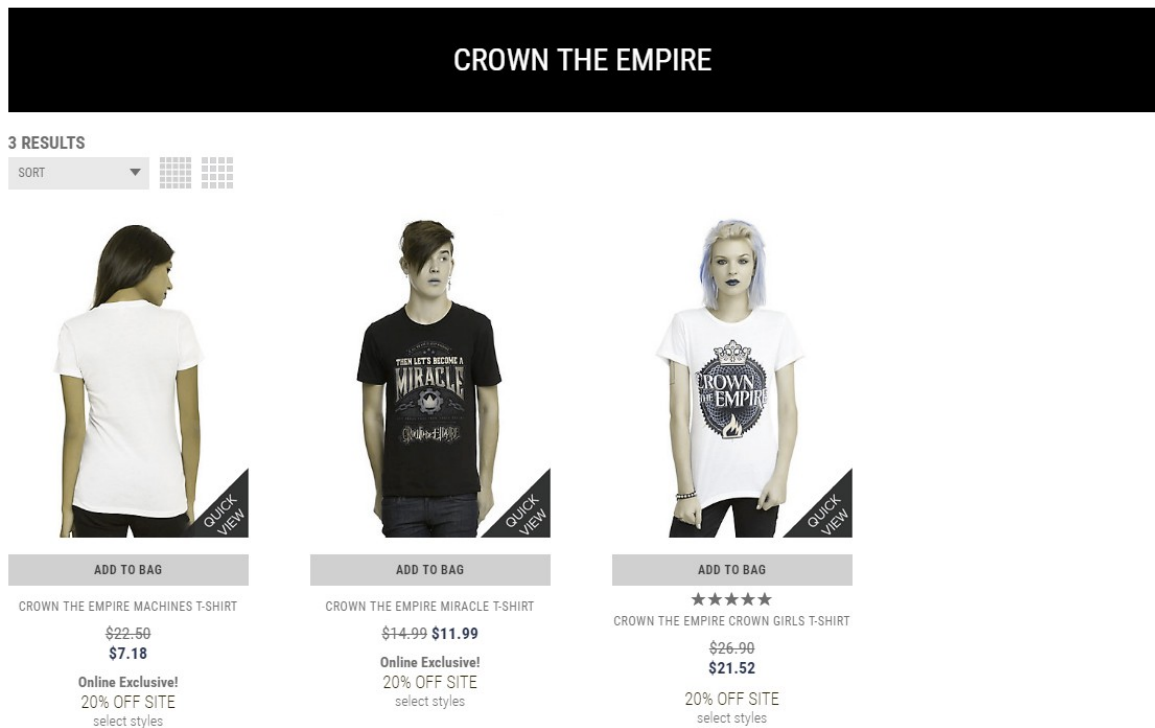 CROWN THE EMPIRE
3 RESULTS
SORT
QUICK VIEW
THEN LET'S BECOME A
MIRACLE
QUICK VIEW
CROWN
THE EMPIRE
QUICK VIEW
ADD TO BAG
CROWN THE EMPIRE MACHINES T-SHIRT
$22.50
$7.18
Online Exclusive!
20% OFF SITE
select styles
ADD TO BAG
CROWN THE EMPIRE MIRACLE T-SHIRT
$14.99 $11.99
Online Exclusive!
20% OFF SITE
select styles
ADD TO BAG
CROWN THE EMPIRE CROWN GIRLS T-SHIRT
$26.90
$21.52
20% OFF SITE
select styles